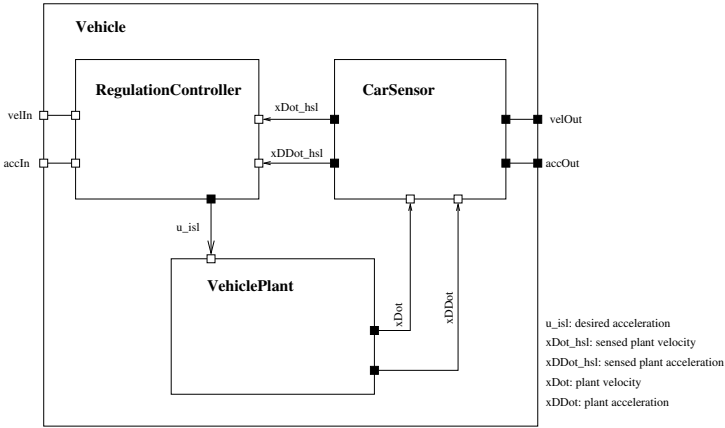 Vehicle
RegulationController
CarSensor
xDot_hsl
velIn
velOut
xDDot_hsl
accIn
accOut
u_isl
VehiclePlant
xDot
xDDot
u_isl: desired acceleration
xDot_hsl: sensed plant velocity
xDDot_hsl: sensed plant acceleration
xDot: plant velocity
xDDot: plant acceleration